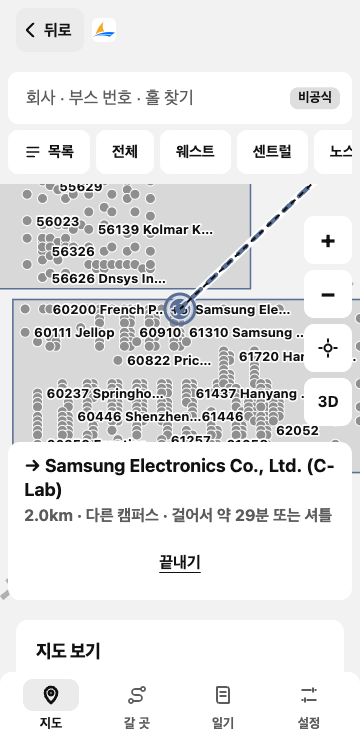 뒤로
회사 · 부스 번호 · 홀 찾기
비공식
목록
전체
웨스트
센트럴
55629
56023
56139 Kolmar K...
56326
56626 Dnsys In...
60200 French P...
Samsung Ele...
60111 Jellop
60910
61310 Samsung ...
60822 Pric...
61720 Har
60237 Springho...
61437 Hanyang ...
60446 Shenzhen...
61446
62052
61257
+
−
3D
→ Samsung Electronics Co., Ltd. (C-
Lab)
2.0km · 다른 캠퍼스 · 걸어서 약 29분 또는 셔틀
끝내기
지도 보기
지도
갈 곳
일기
설정